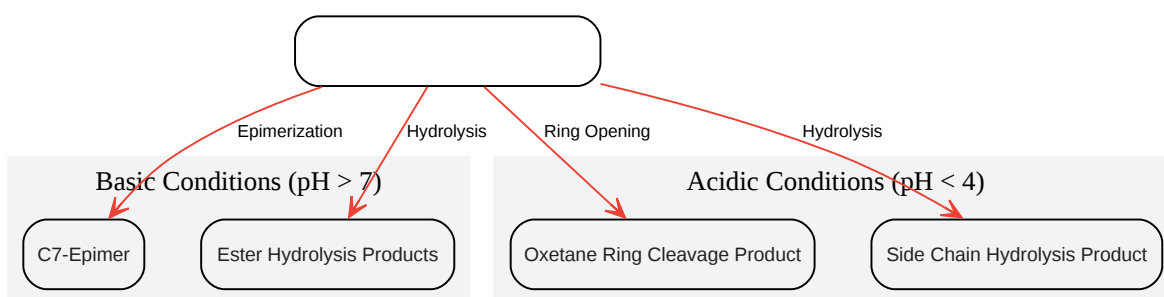 Epimerization
Hydrolysis
Ring Opening
Hydrolysis
Basic Conditions (pH > 7)
Acidic Conditions (pH < 4)
C7-Epimer
Ester Hydrolysis Products
Oxetane Ring Cleavage Product
Side Chain Hydrolysis Product